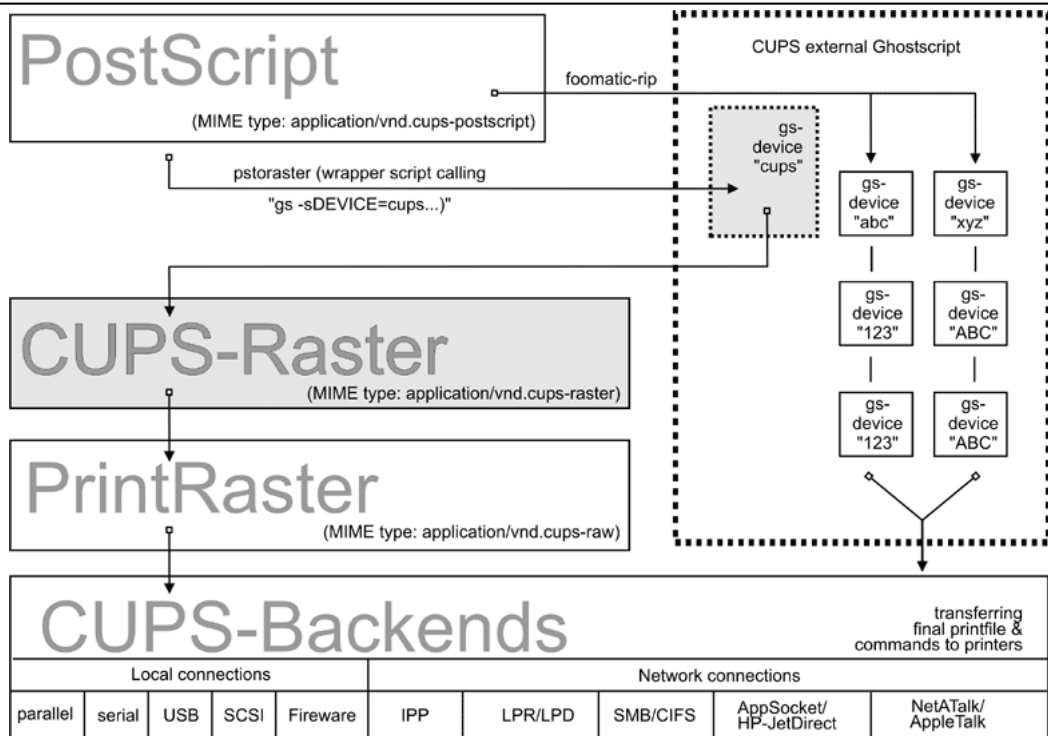 PostScript
(MIME type: application/vnd.cups-postscript)
foomatic-rip
CUPS external Ghostscript
pstoraster (wrapper script calling
"gs -sDEVICE=cups...)"
gs-
device
"cups"
gs-
device
"abc"
gs-
device
"xyz"
gs-
device
"123"
gs-
device
"ABC"
gs-
device
"123"
gs-
device
"ABC"
CUPS-Raster
(MIME type: application/vnd.cups-raster)
PrintRaster
(MIME type: application/vnd.cups-raw)
CUPS-Backends
transferring
final printfile &
commands to printers
Local connections
Network connections
parallel
serial
USB
SCSI
Fireware
IPP
LPR/LPD
SMB/CIFS
AppSocket/
HP-JetDirect
NetATalk/
AppleTalk